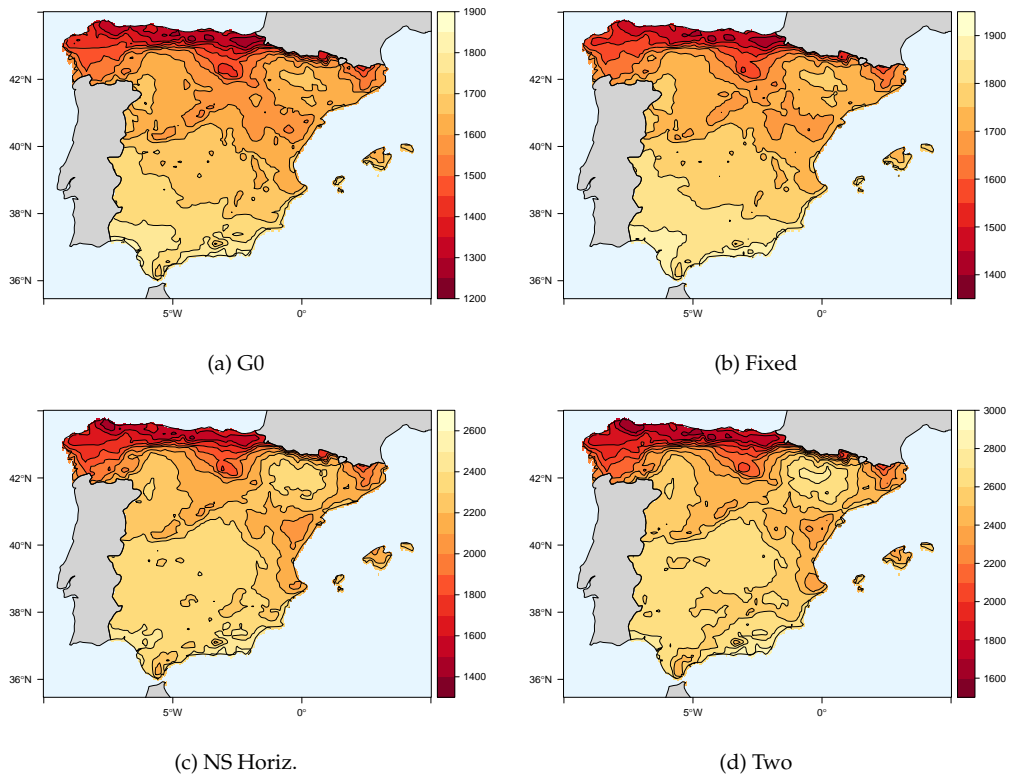 42°N
40°N
38°N
36°N
5°W
0°
1900
1800
1700
1600
1500
1400
1300
1200
(a) G0
42°N
40°N
38°N
36°N
5°W
0°
1900
1800
1700
1600
1500
1400
(b) Fixed
42°N
40°N
38°N
36°N
5°W
0°
2600
2400
2200
2000
1800
1600
1400
(c) NS Horiz.
42°N
40°N
38°N
36°N
5°W
0°
3000
2800
2600
2400
2200
2000
1800
1600
(d) Two